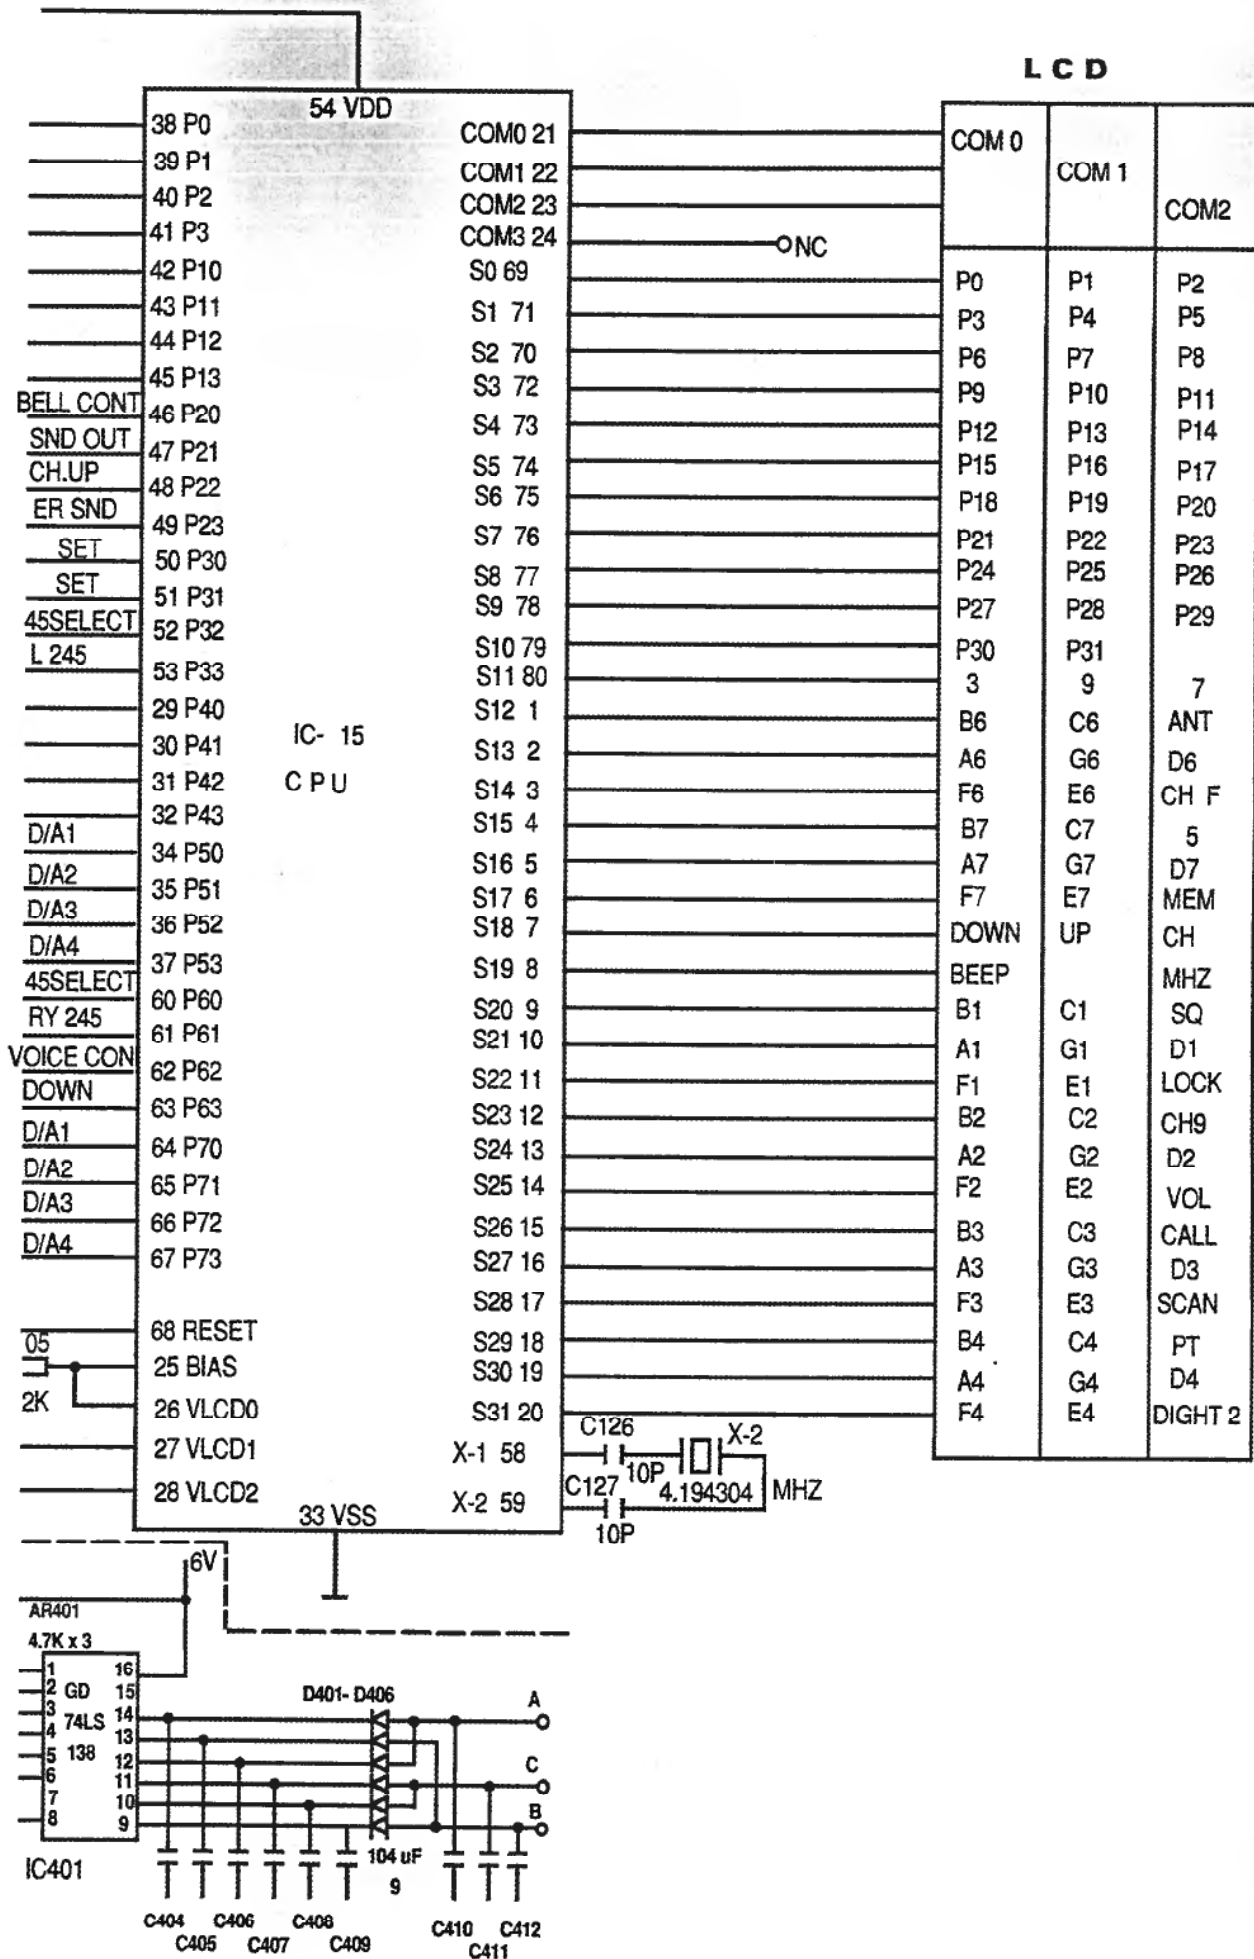 LCD
54 VDD
38 P0
39 P1
40 P2
41 P3
42 P10
43 P11
44 P12
45 P13
BELL CONT
46 P20
SND OUT
47 P21
CH.UP
48 P22
ER SND
49 P23
SET
50 P30
SET
51 P31
45SELECT
52 P32
L 245
53 P33
29 P40
30 P41
31 P42
32 P43
D/A1
34 P50
D/A2
35 P51
D/A3
36 P52
D/A4
37 P53
45SELECT
60 P60
RY 245
61 P61
VOICE CON
62 P62
DOWN
63 P63
D/A1
64 P70
D/A2
65 P71
D/A3
66 P72
D/A4
67 P73
68 RESET
05
25 BIAS
2K
26 VLCD0
27 VLCD1
28 VLCD2
IC- 15
CPU
33 VSS
COM0 21
COM1 22
COM2 23
COM3 24
NC
S0 69
S1 71
S2 70
S3 72
S4 73
S5 74
S6 75
S7 76
S8 77
S9 78
S10 79
S11 80
S12 1
S13 2
S14 3
S15 4
S16 5
S17 6
S18 7
S19 8
S20 9
S21 10
S22 11
S23 12
S24 13
S25 14
S26 15
S27 16
S28 17
S29 18
S30 19
S31 20
X-1 58
X-2 59
C126
10P
X-2
C127
4.194304 MHZ
10P
COM 0 COM 1 COM2
P0 P1 P2
P3 P4 P5
P6 P7 P8
P9 P10 P11
P12 P13 P14
P15 P16 P17
P18 P19 P20
P21 P22 P23
P24 P25 P26
P27 P28 P29
P30 P31
3 9 7
B6 C6 ANT
A6 G6 D6
F6 E6 CH F
B7 C7 5
A7 G7 D7
F7 E7 MEM
DOWN UP CH
BEEP MHZ
B1 C1 SQ
A1 G1 D1
F1 E1 LOCK
B2 C2 CH9
A2 G2 D2
F2 E2 VOL
B3 C3 CALL
A3 G3 D3
F3 E3 SCAN
B4 C4 PT
A4 G4 D4
F4 E4 DIGHT 2
6V
AR401
4.7K x 3
1 16
2 GD 15
3 14
4 74LS 13
5 138 12
6 11
7 10
8 9
IC401
D401- D406
A
C
B
104 uF
9
C404
C405
C406
C407
C408
C409
C410
C411
C412